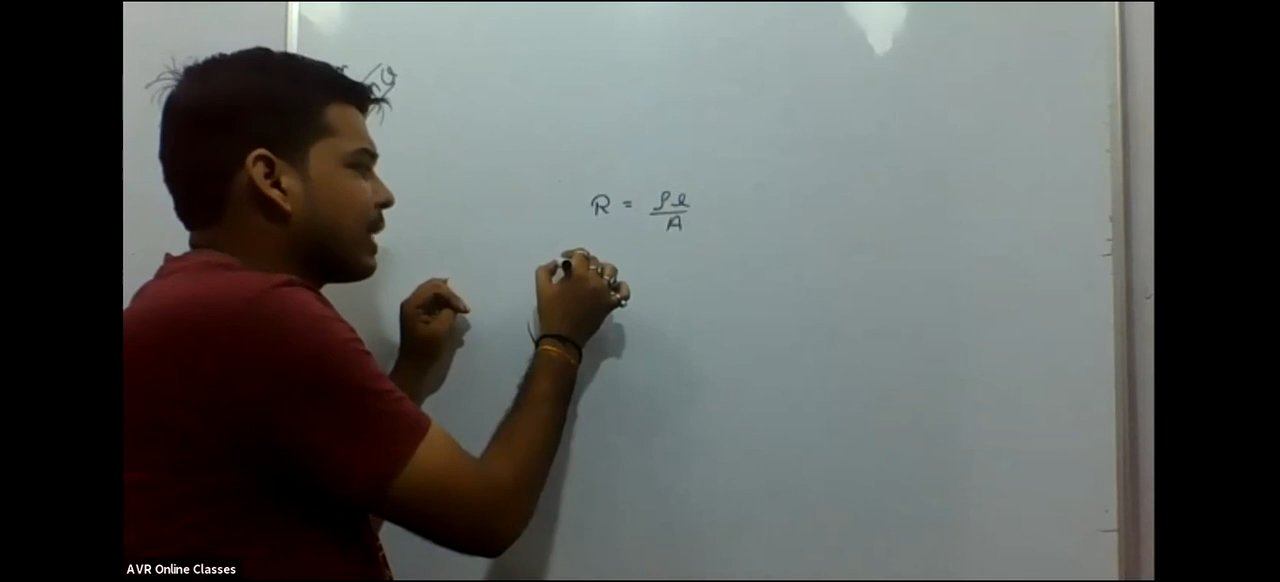 R = ρl/A
AVR Online Classes